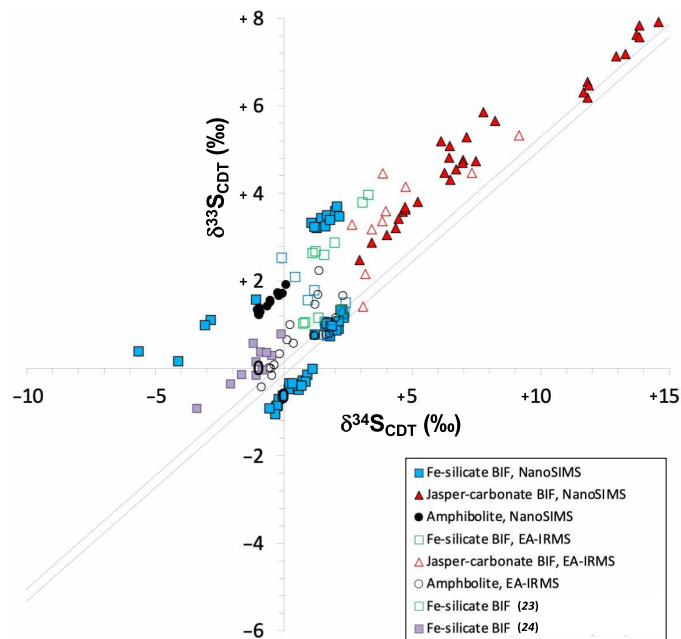 + 8
+ 6
δ³³S_CDT (‰)
+ 4
+ 2
0
−10
−5
0
+5
+10
+15
δ³⁴S_CDT (‰)
−2
−4
−6
Fe-silicate BIF, NanoSIMS
Jasper-carbonate BIF, NanoSIMS
Amphibolite, NanoSIMS
Fe-silicate BIF, EA-IRMS
Jasper-carbonate BIF, EA-IRMS
Amphbolite, EA-IRMS
Fe-silicate BIF (23)
Fe-silicate BIF (24)